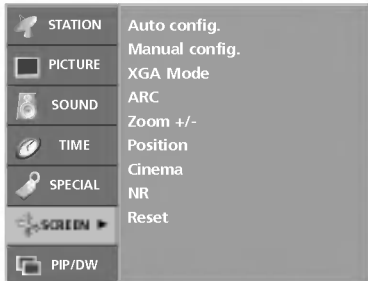 STATION
PICTURE
SOUND
TIME
SPECIAL
SCREEN
PIP/DW
Auto config.
Manual config.
XGA Mode
ARC
Zoom +/-
Position
Cinema
NR
Reset